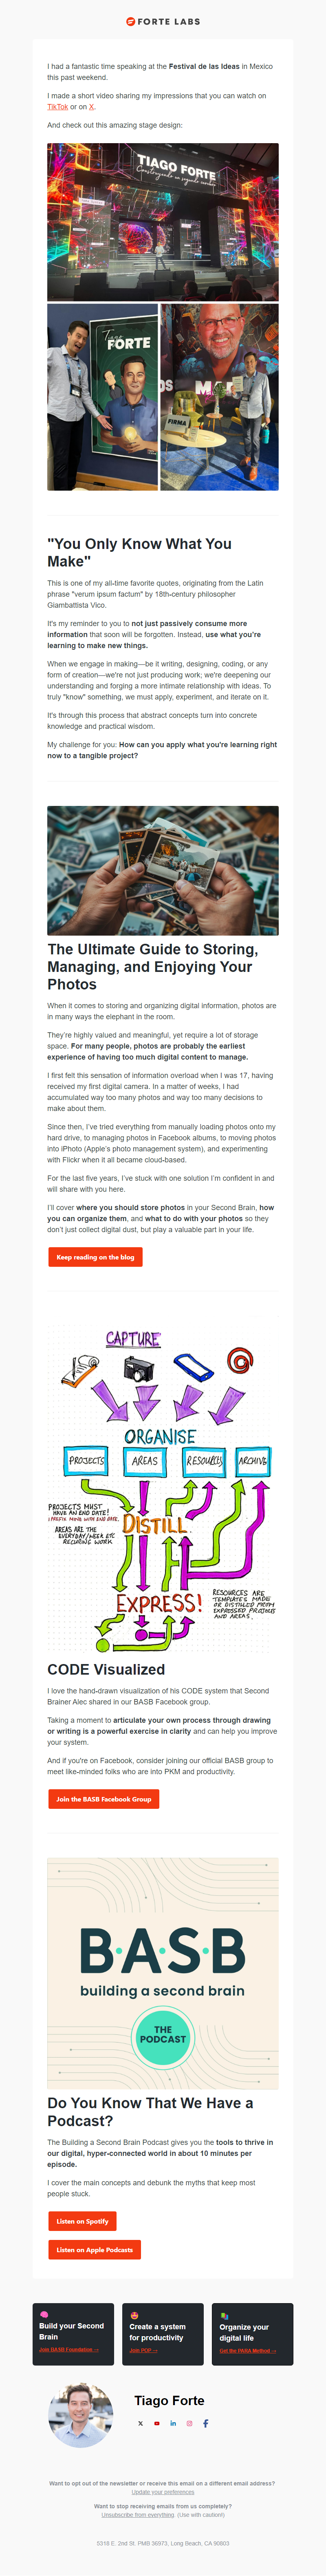 FORTE LABS
I had a fantastic time speaking at the Festival de las Ideas in Mexico
this past weekend.
I made a short video sharing my impressions that you can watch on
TikTok or on X.
And check out this amazing stage design:
TIAGO FORTE
Construyendo un segundo cerebro
Tiago
FORTE
FIRMA
"You Only Know What You
Make"
This is one of my all-time favorite quotes, originating from the Latin
phrase "verum ipsum factum" by 18th-century philosopher
Giambattista Vico.
It's my reminder to you to not just passively consume more
information that soon will be forgotten. Instead, use what you're
learning to make new things.
When we engage in making—be it writing, designing, coding, or any
form of creation—we're not just producing work; we're deepening our
understanding and forging a more intimate relationship with ideas. To
truly "know" something, we must apply, experiment, and iterate on it.
It's through this process that abstract concepts turn into concrete
knowledge and practical wisdom.
My challenge for you: How can you apply what you're learning right
now to a tangible project?
The Ultimate Guide to Storing,
Managing, and Enjoying Your
Photos
When it comes to storing and organizing digital information, photos are
in many ways the elephant in the room.
They're highly valued and meaningful, yet require a lot of storage
space. For many people, photos are probably the earliest
experience of having too much digital content to manage.
I first felt this sensation of information overload when I was 17, having
received my first digital camera. In a matter of weeks, I had
accumulated way too many photos and way too many decisions to
make about them.
Since then, I've tried everything from manually loading photos onto my
hard drive, to managing photos in Facebook albums, to moving photos
into iPhoto (Apple's photo management system), and experimenting
with Flickr when it all became cloud-based.
For the last five years, I've stuck with one solution I'm confident in and
will share with you here.
I'll cover where you should store photos in your Second Brain, how
you can organize them, and what to do with your photos so they
don't just collect digital dust, but play a valuable part in your life.
Keep reading on the blog
CAPTURE
ORGANISE
PROJECTS
AREAS
RESOURCES
ARCHIVE
PROJECTS MUST
HAVE AN END DATE!
I PREFIX MINE WITH END DATE.
AREAS ARE THE
EVERYDAY/WEEK ETC
RECURING WORK.
DISTILL
EXPRESS!
RESOURCES ARE
TEMPLATES MADE
OR DISTILLED FROM
EXPRESSED PROJECTS
AND AREAS.
CODE Visualized
I love the hand-drawn visualization of his CODE system that Second
Brainer Alec shared in our BASB Facebook group.
Taking a moment to articulate your own process through drawing
or writing is a powerful exercise in clarity and can help you improve
your system.
And if you're on Facebook, consider joining our official BASB group to
meet like-minded folks who are into PKM and productivity.
Join the BASB Facebook Group
B·A·S·B
building a second brain
THE
PODCAST
Do You Know That We Have a
Podcast?
The Building a Second Brain Podcast gives you the tools to thrive in
our digital, hyper-connected world in about 10 minutes per
episode.
I cover the main concepts and debunk the myths that keep most
people stuck.
Listen on Spotify
Listen on Apple Podcasts
Build your Second
Brain
Join BASB Foundation →
Create a system
for productivity
Join POP →
Organize your
digital life
Get the PARA Method →
Tiago Forte
Want to opt out of the newsletter or receive this email on a different email address?
Update your preferences
Want to stop receiving emails from us completely?
Unsubscribe from everything. (Use with caution!!)
5318 E. 2nd St. PMB 36973, Long Beach, CA 90803